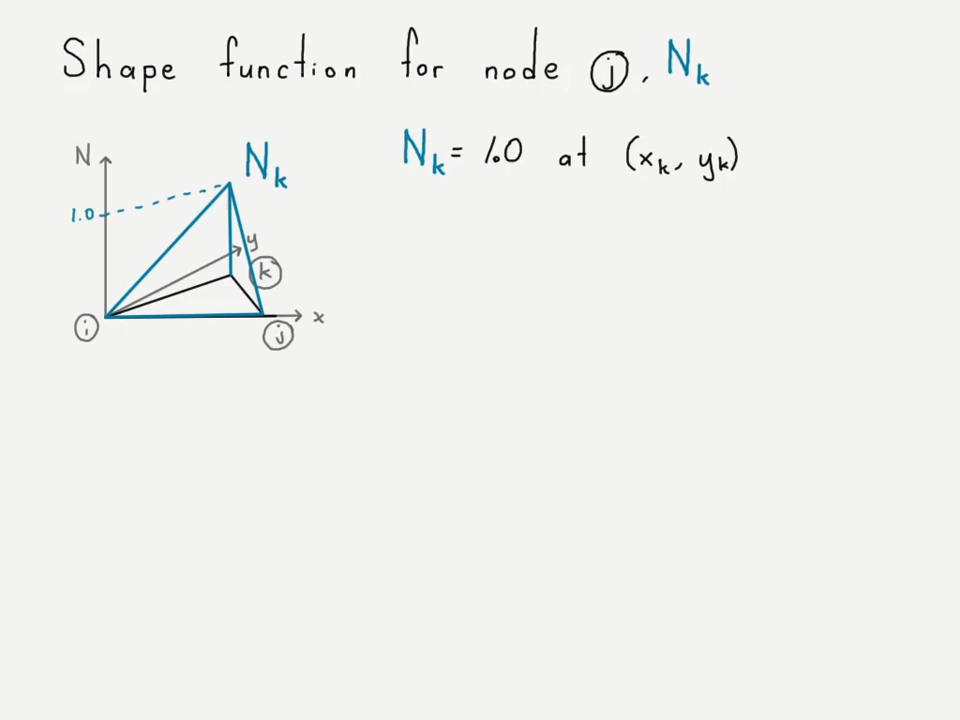 Shape function for node j, Nk
Nk = 1.0 at (xk, yk)
N
Nk
1.0
y
k
x
i
j